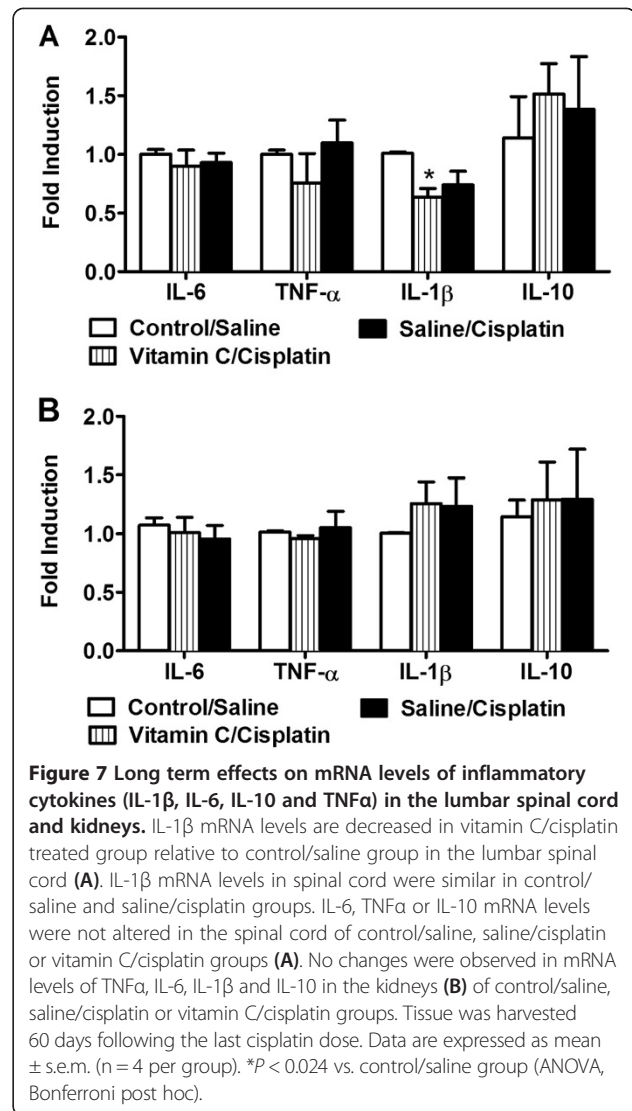 A
2.0
1.5
1.0
0.5
0.0
Fold Induction
*
IL-6 TNF-α IL-1β IL-10
Control/Saline Saline/Cisplatin
Vitamin C/Cisplatin
B
2.0
1.5
1.0
0.5
0.0
Fold Induction
IL-6 TNF-α IL-1β IL-10
Control/Saline Saline/Cisplatin
Vitamin C/Cisplatin
Figure 7 Long term effects on mRNA levels of inflammatory
cytokines (IL-1β, IL-6, IL-10 and TNFα) in the lumbar spinal cord
and kidneys. IL-1β mRNA levels are decreased in vitamin C/cisplatin
treated group relative to control/saline group in the lumbar spinal
cord (A). IL-1β mRNA levels in spinal cord were similar in control/
saline and saline/cisplatin groups. IL-6, TNFα or IL-10 mRNA levels
were not altered in the spinal cord of control/saline, saline/cisplatin
or vitamin C/cisplatin groups (A). No changes were observed in mRNA
levels of TNFα, IL-6, IL-1β and IL-10 in the kidneys (B) of control/saline,
saline/cisplatin or vitamin C/cisplatin groups. Tissue was harvested
60 days following the last cisplatin dose. Data are expressed as mean
± s.e.m. (n = 4 per group). *P < 0.024 vs. control/saline group (ANOVA,
Bonferroni post hoc).